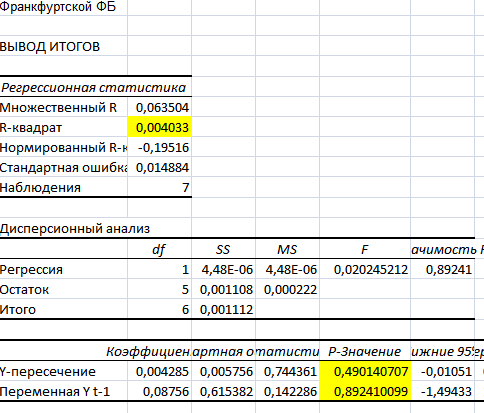 Франкфуртской ФБ
ВЫВОД ИТОГОВ
Регрессионная статистика
Множественный R 0,063504
R-квадрат 0,004033
Нормированный R-к -0,19516
Стандартная ошибка 0,014884
Наблюдения 7
Дисперсионный анализ
df SS MS F ачимость F
Регрессия 1 4,48E-06 4,48E-06 0,020245212 0,89241
Остаток 5 0,001108 0,000222
Итого 6 0,001112
Коэффициен артная о татисти P-Значение ижние 95% ер
Y-пересечение 0,004285 0,005756 0,744361 0,490140707 -0,01051
Переменная Y t-1 0,08756 0,615382 0,142286 0,892410099 -1,49433